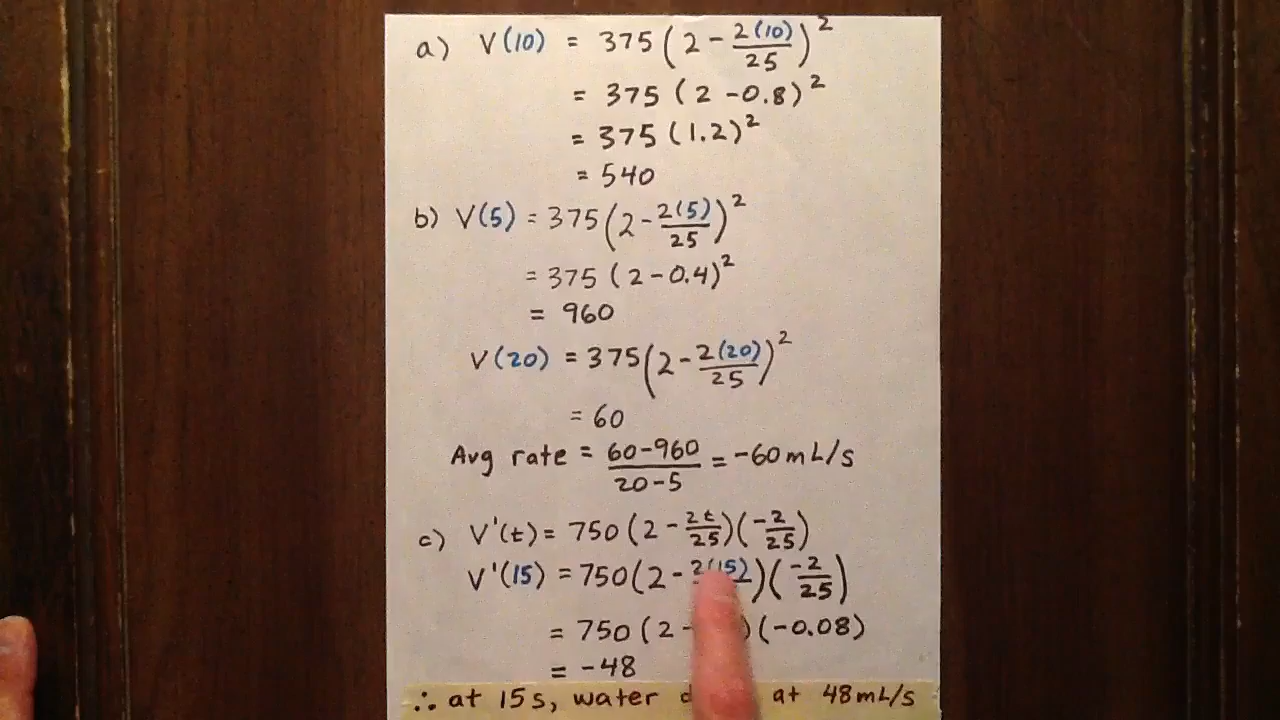 a) V(10) = 375(2 - 2(10)/25)²
= 375 (2 - 0.8)²
= 375 (1.2)²
= 540
b) V(5) = 375(2 - 2(5)/25)²
= 375 (2 - 0.4)²
= 960
V(20) = 375(2 - 2(20)/25)²
= 60
Avg rate = 60-960/20-5 = -60mL/s
c) V'(t) = 750(2 - 2t/25)(-2/25)
V'(15) = 750(2 - 2(15))(-2/25)
= 750(2 - )(-0.08)
= -48
∴ at 15s, water at 48mL/s